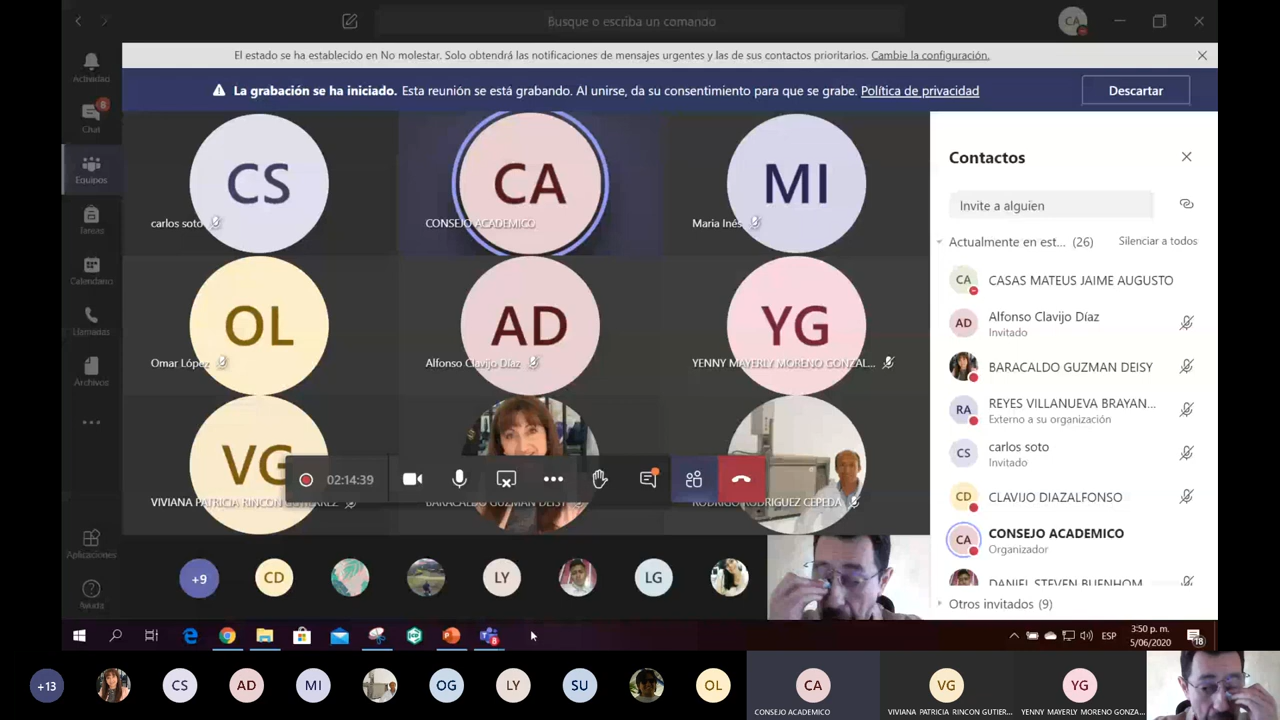 Busque o escriba un comando
CA
El estado se ha establecido en No molestar. Solo obtendrá las notificaciones de mensajes urgentes y las de sus contactos prioritarios. Cambie la configuración.
La grabación se ha iniciado. Esta reunión se está grabando. Al unirse, da su consentimiento para que se grabe. Política de privacidad
Descartar
Actividad
8
Chat
Equipos
Tareas
Calendario
Llamadas
Archivos
Aplicaciones
Ayuda
CS
carlos soto
CA
CONSEJO ACADEMICO
MI
Maria Inés
OL
Omar López
AD
Alfonso Clavijo Díaz
YG
YENNY MAYERLY MORENO GONZAL...
VG
VIVIANA PATRICIA RINCON GUTIERREZ
BARACALDO GUZMAN DEISY
RODRIGO RODRIGUEZ CEPEDA
02:14:39
+9
CD
LY
LG
Contactos
Invite a alguien
Actualmente en est... (26)
Silenciar a todos
CA
CASAS MATEUS JAIME AUGUSTO
AD
Alfonso Clavijo Díaz
Invitado
BARACALDO GUZMAN DEISY
RA
REYES VILLANUEVA BRAYAN...
Externo a su organización
CS
carlos soto
Invitado
CD
CLAVIJO DIAZALFONSO
CA
CONSEJO ACADEMICO
Organizador
DANIEL STEVEN BUENHOM
Otros invitados (9)
8
ESP
3:50 p. m.
5/06/2020
18
+13
CS
AD
MI
OG
LY
SU
OL
CA
CONSEJO ACADEMICO
VG
VIVIANA PATRICIA RINCON GUTIER...
YG
YENNY MAYERLY MORENO GONZA...